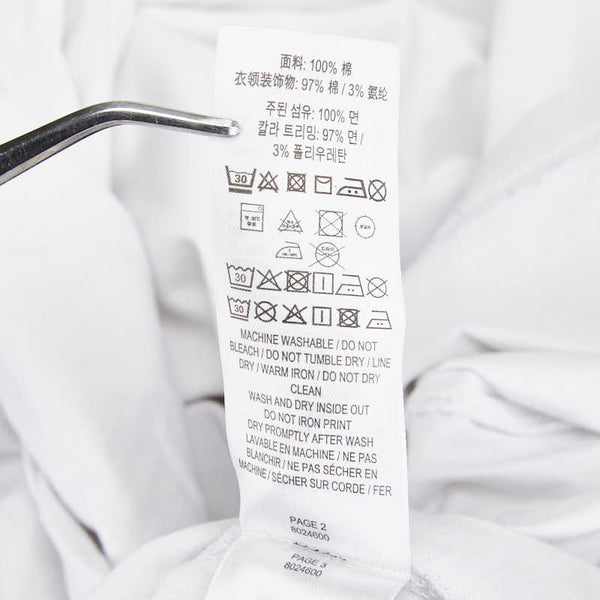 面料: 100% 棉
衣领装饰物: 97% 棉 / 3% 氨纶
주된 섬유: 100% 면
칼라 트리밍: 97% 면 /
3% 폴리우레탄
30
30
30
MACHINE WASHABLE / DO NOT
BLEACH / DO NOT TUMBLE DRY / LINE
DRY / WARM IRON / DO NOT DRY
CLEAN
WASH AND DRY INSIDE OUT
DO NOT IRON PRINT
DRY PROMPTLY AFTER WASH
LAVABLE EN MACHINE / NE PAS
BLANCHIR / NE PAS SÉCHER EN
MACHINE / SÉCHER SUR CORDE / FER
PAGE 2
8024600
PAGE 3
8024600